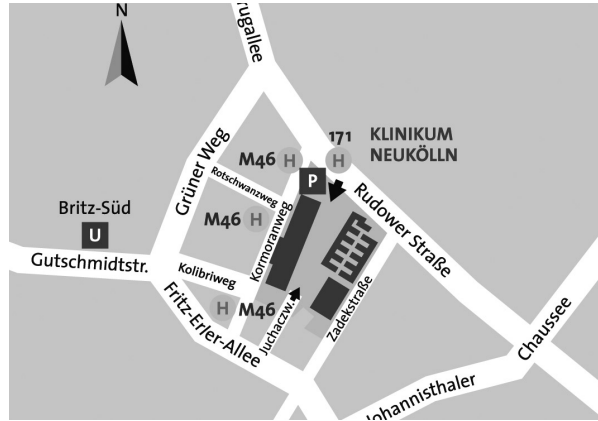 N
rugallee
171
KLINIKUM
NEUKÖLLN
M46 H
H
Grüner Weg
Rotschwanzweg
P
Rudower Straße
Britz-Süd
U
M46 H
Kormoranweg
Gutschmidtstr.
Kolibriweg
H M46
Fritz-Erler-Allee
Juchaczw.
Zadekstraße
Chaussee
Johannisthaler